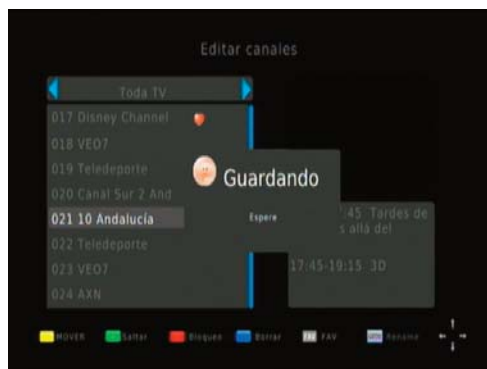 Editar canales
Toda TV
017 Disney Channel
018 VEO7
019 Teledeporte
020 Canal Sur 2 And
021 10 Andalucía
022 Teledeporte
023 VEO7
024 AXN
Guardando
Espere
:45 Tardes de
s allá del
17:45-19:15 3D
MOVER Saltar Bloqueo Borrar FAV FAV Rename